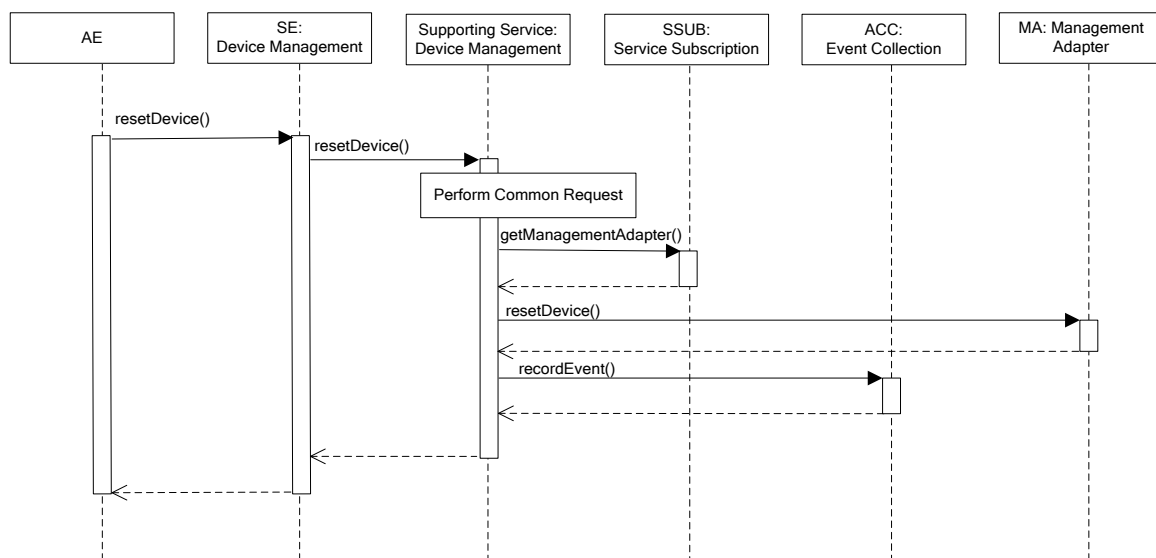 AE
SE:
Device Management
Supporting Service:
Device Management
SSUB:
Service Subscription
ACC:
Event Collection
MA: Management
Adapter
resetDevice()
resetDevice()
Perform Common Request
getManagementAdapter()
resetDevice()
recordEvent()